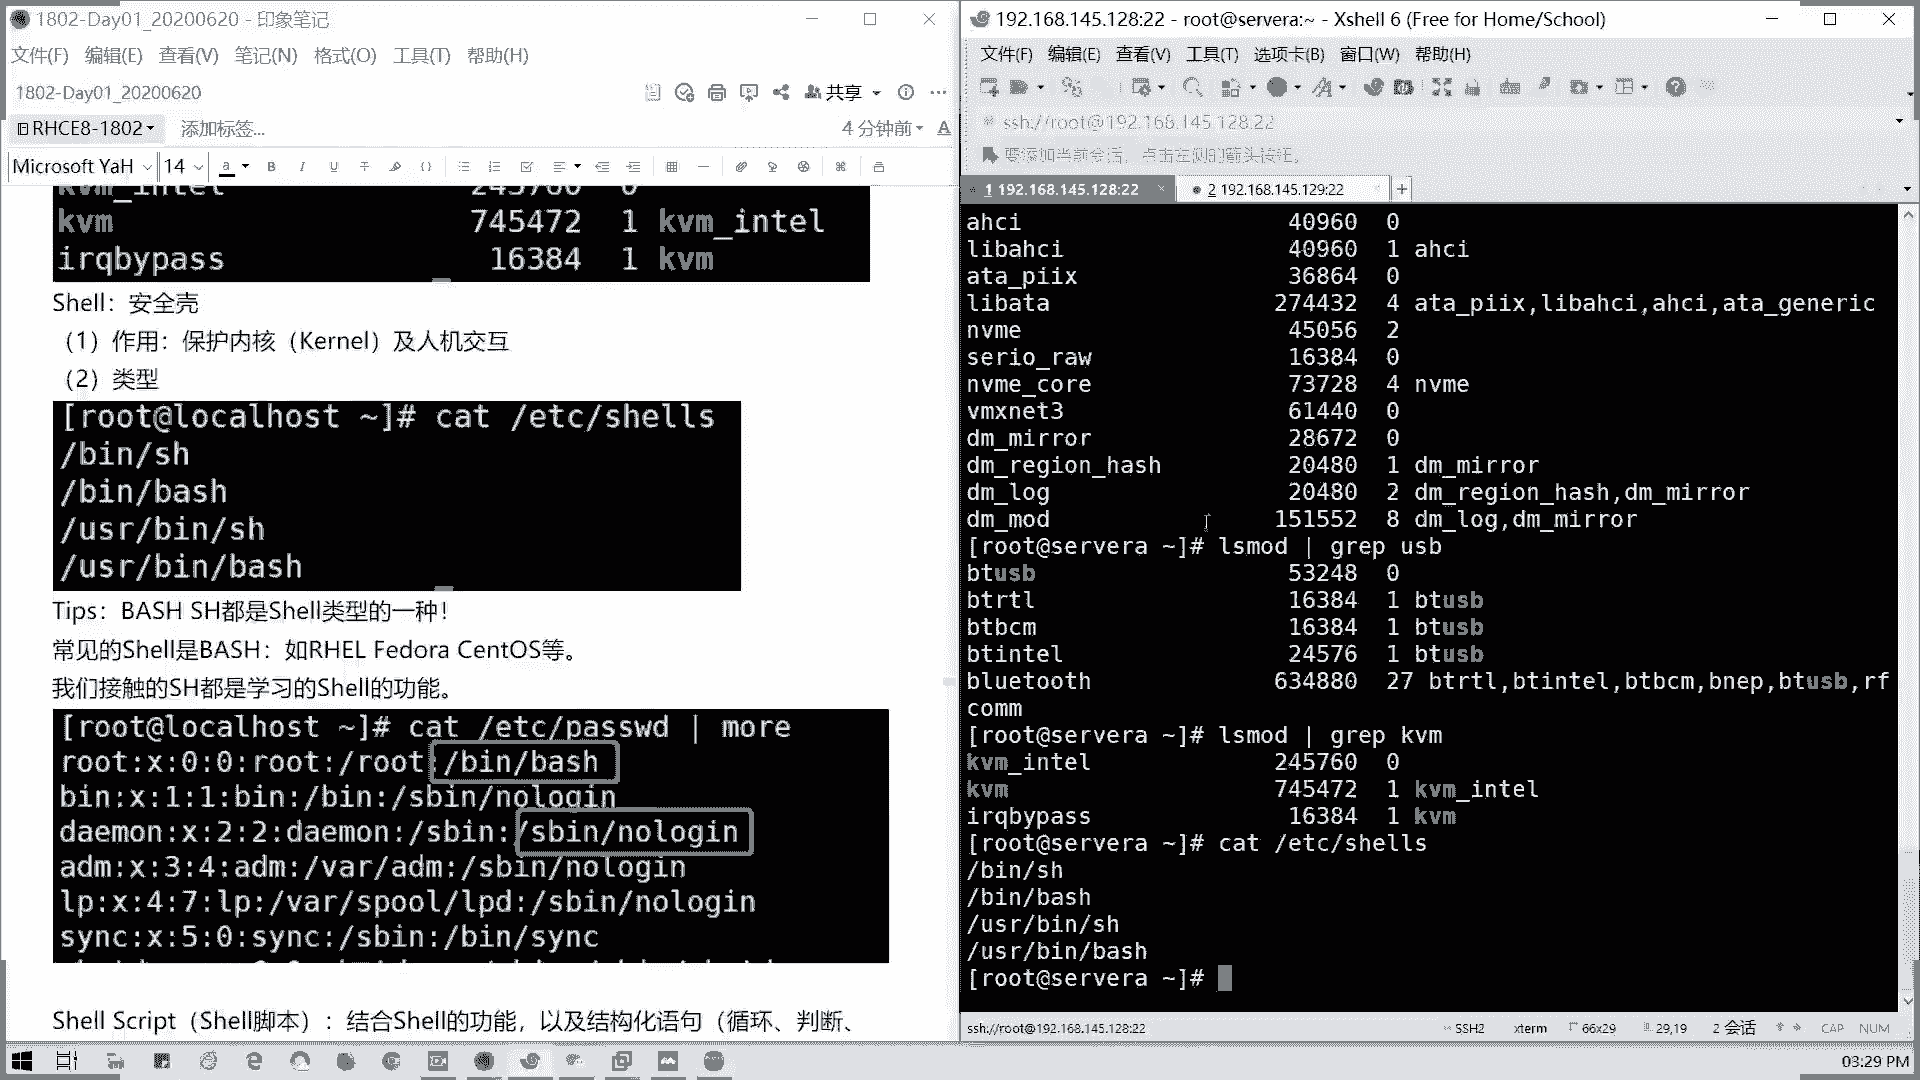 1802-Day01_20200620 - 印象笔记
文件(F) 编辑(E) 查看(V) 笔记(N) 格式(O) 工具(T) 帮助(H)
1802-Day01_20200620
共享
RHCE8-1802 添加标签...
4 分钟前
Microsoft YaH 14
kvm_intel 245760 0
kvm 745472 1 kvm_intel
irqbypass 16384 1 kvm
Shell：安全壳
（1）作用：保护内核（Kernel）及人机交互
（2）类型
[root@localhost ~]# cat /etc/shells
/bin/sh
/bin/bash
/usr/bin/sh
/usr/bin/bash
Tips：BASH SH都是Shell类型的一种！
常见的Shell是BASH：如RHEL Fedora CentOS等。
我们接触的SH都是学习的Shell的功能。
[root@localhost ~]# cat /etc/passwd | more
root:x:0:0:root:/root:/bin/bash
bin:x:1:1:bin:/bin:/sbin/nologin
daemon:x:2:2:daemon:/sbin:/sbin/nologin
adm:x:3:4:adm:/var/adm:/sbin/nologin
lp:x:4:7:lp:/var/spool/lpd:/sbin/nologin
sync:x:5:0:sync:/sbin:/bin/sync
Shell Script（Shell脚本）：结合Shell的功能，以及结构化语句（循环、判断、
192.168.145.128:22 - root@servera:~ - Xshell 6 (Free for Home/School)
文件(F) 编辑(E) 查看(V) 工具(T) 选项卡(B) 窗口(W) 帮助(H)
ssh://root@192.168.145.128:22
要添加当前会话，点击左侧的箭头按钮。
1 192.168.145.128:22
2 192.168.145.129:22
ahci 40960 0
libahci 40960 1 ahci
ata_piix 36864 0
libata 274432 4 ata_piix,libahci,ahci,ata_generic
nvme 45056 2
serio_raw 16384 0
nvme_core 73728 4 nvme
vmxnet3 61440 0
dm_mirror 28672 0
dm_region_hash 20480 1 dm_mirror
dm_log 20480 2 dm_region_hash,dm_mirror
dm_mod 151552 8 dm_log,dm_mirror
[root@servera ~]# lsmod | grep usb
btusb 53248 0
btrtl 16384 1 btusb
btbcm 16384 1 btusb
btintel 24576 1 btusb
bluetooth 634880 27 btrtl,btintel,btbcm,bnep,btusb,rf
comm
[root@servera ~]# lsmod | grep kvm
kvm_intel 245760 0
kvm 745472 1 kvm_intel
irqbypass 16384 1 kvm
[root@servera ~]# cat /etc/shells
/bin/sh
/bin/bash
/usr/bin/sh
/usr/bin/bash
[root@servera ~]#
ssh://root@192.168.145.128:22 SSH2 xterm 66x29 29,19 2 会话 CAP NUM
03:29 PM